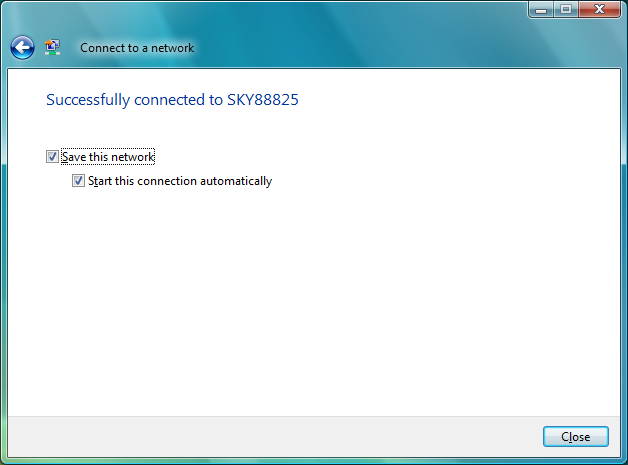 Connect to a network
Successfully connected to SKY88825
Save this network
Start this connection automatically
Close